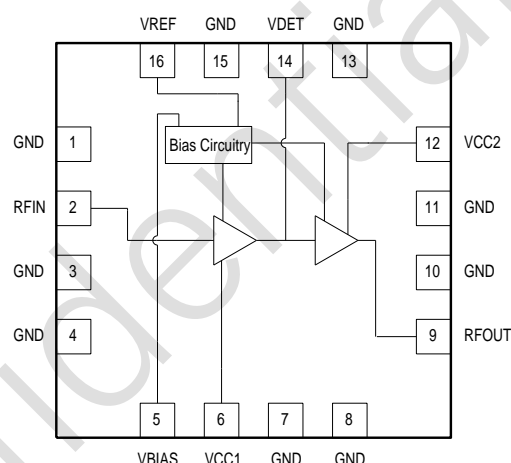 VREF GND VDET GND
16 15 14 13
Bias Circuitry
GND 1
12 VCC2
RFIN 2
11 GND
GND 3
10 GND
GND 4
9 RFOUT
5 6 7 8
VBIAS VCC1 GND GND